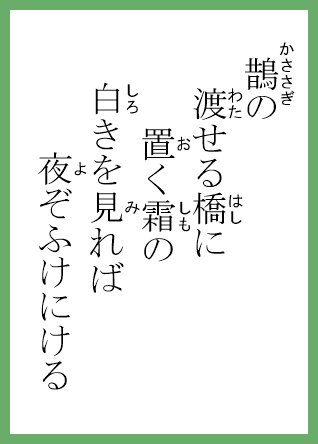 鵲の
渡せる橋に
置く霜の
白きを見れば
夜ぞふけにける
かささぎ
わた
はし
お
しも
しろ
み
よ